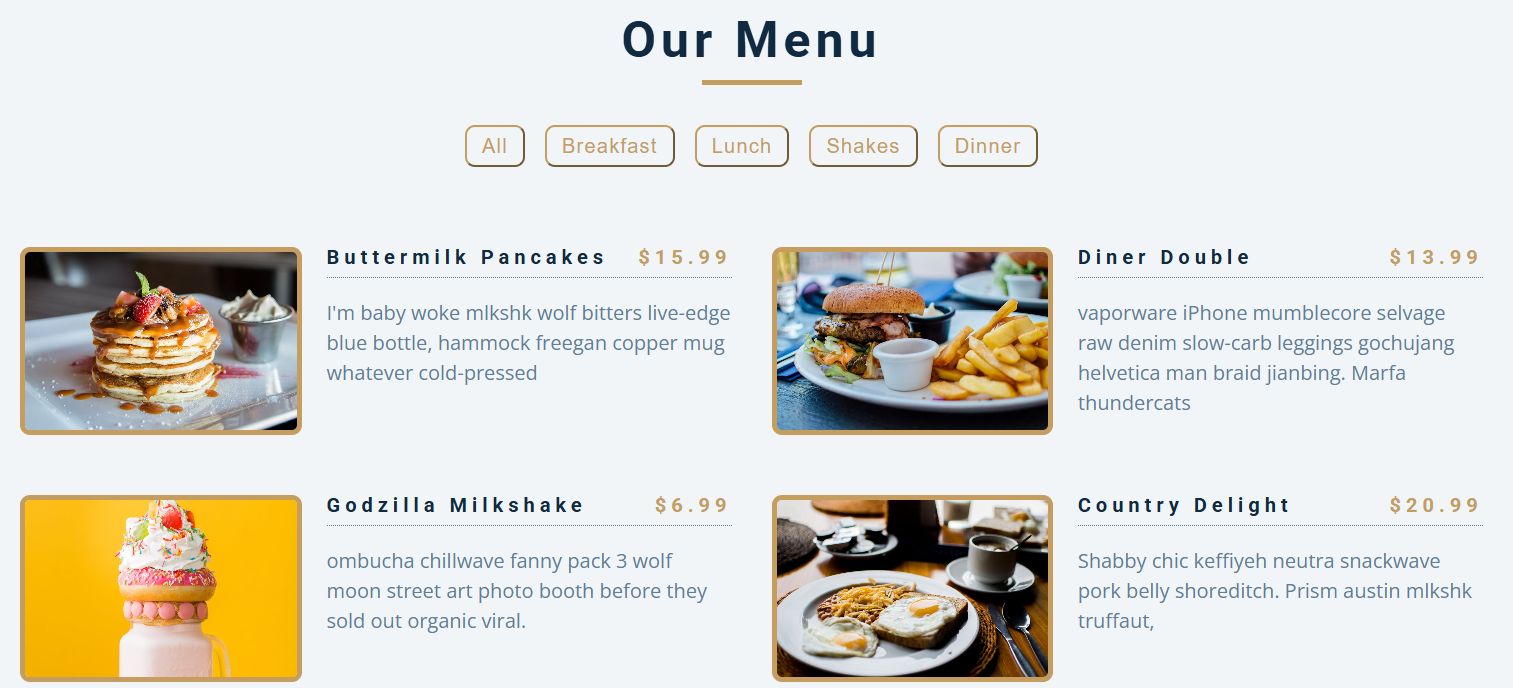 Our Menu
All Breakfast Lunch Shakes Dinner
Buttermilk Pancakes $15.99
I'm baby woke mlkshk wolf bitters live-edge
blue bottle, hammock freegan copper mug
whatever cold-pressed
Diner Double $13.99
vaporware iPhone mumblecore selvage
raw denim slow-carb leggings gochujang
helvetica man braid jianbing. Marfa
thundercats
Godzilla Milkshake $6.99
ombucha chillwave fanny pack 3 wolf
moon street art photo booth before they
sold out organic viral.
Country Delight $20.99
Shabby chic keffiyeh neutra snackwave
pork belly shoreditch. Prism austin mlkshk
truffaut,